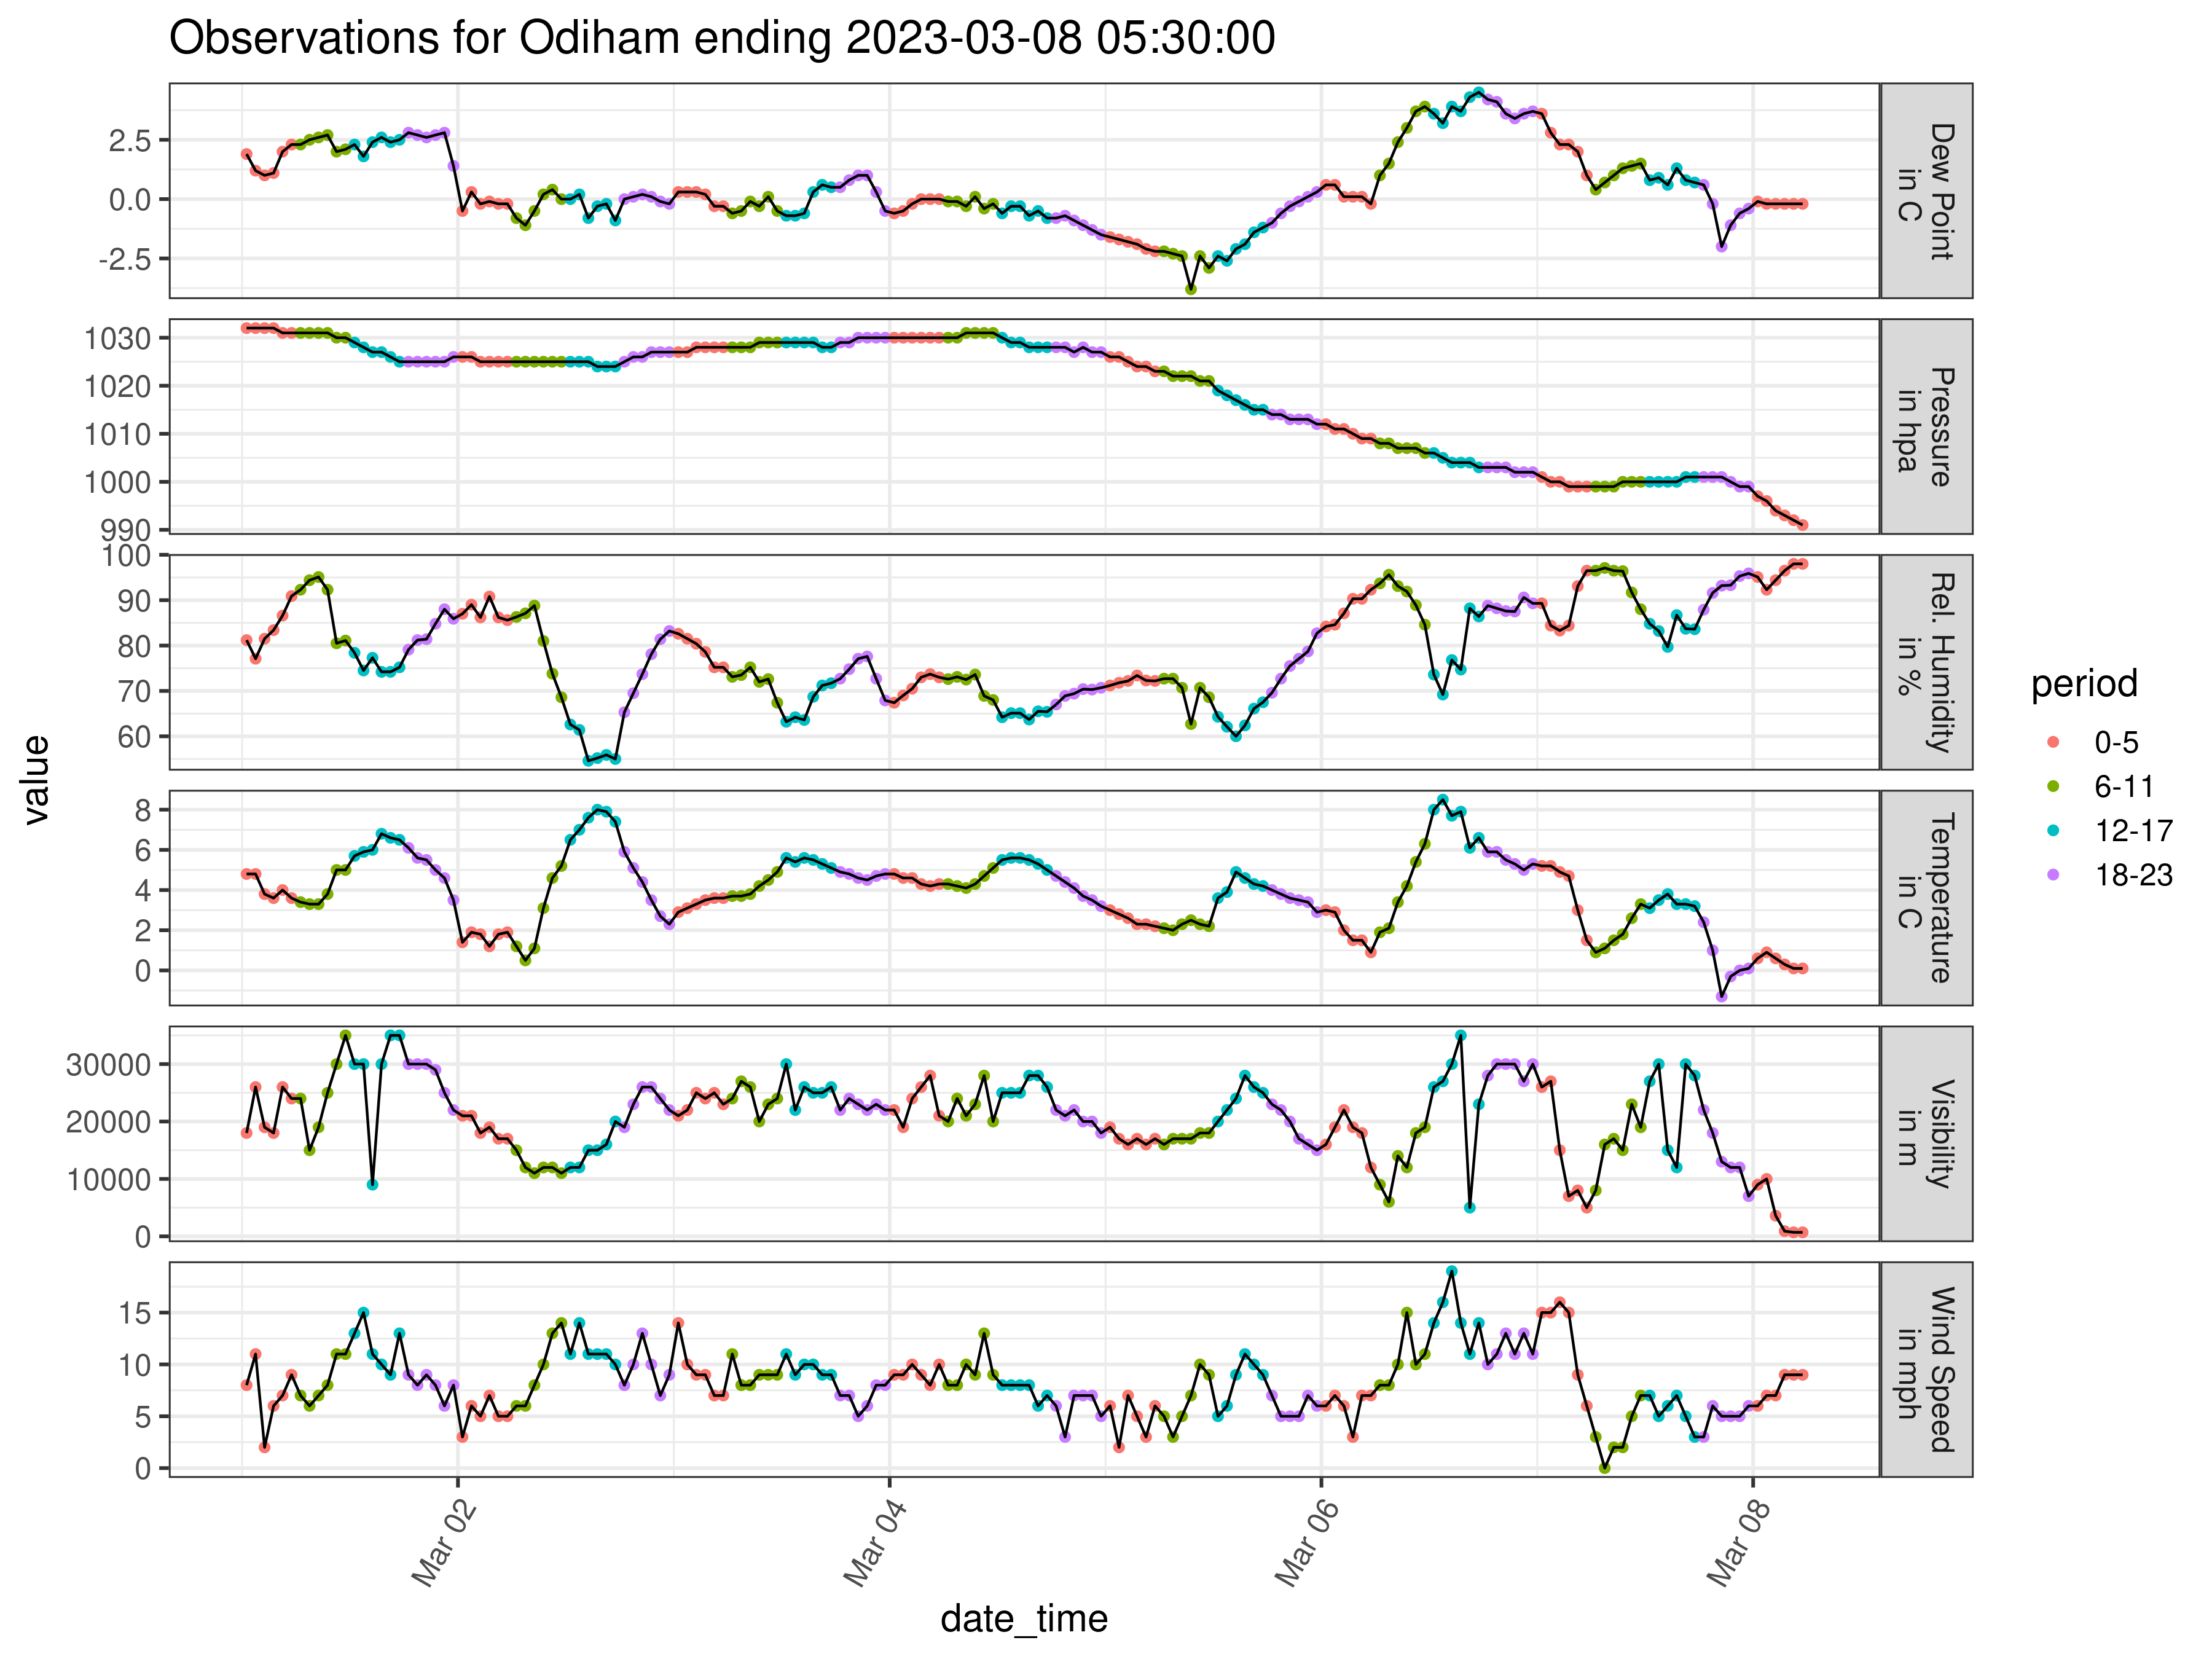 Observations for Odiham ending 2023-03-08 05:30:00
value
2.5
0.0
-2.5
Dew Point
in C
1030
1020
1010
1000
990
Pressure
in hpa
100
90
80
70
60
Rel. Humidity
in %
8
6
4
2
0
Temperature
in C
30000
20000
10000
0
Visibility
in m
15
10
5
0
Wind Speed
in mph
Mar 02
Mar 04
Mar 06
Mar 08
date_time
period
0-5
6-11
12-17
18-23